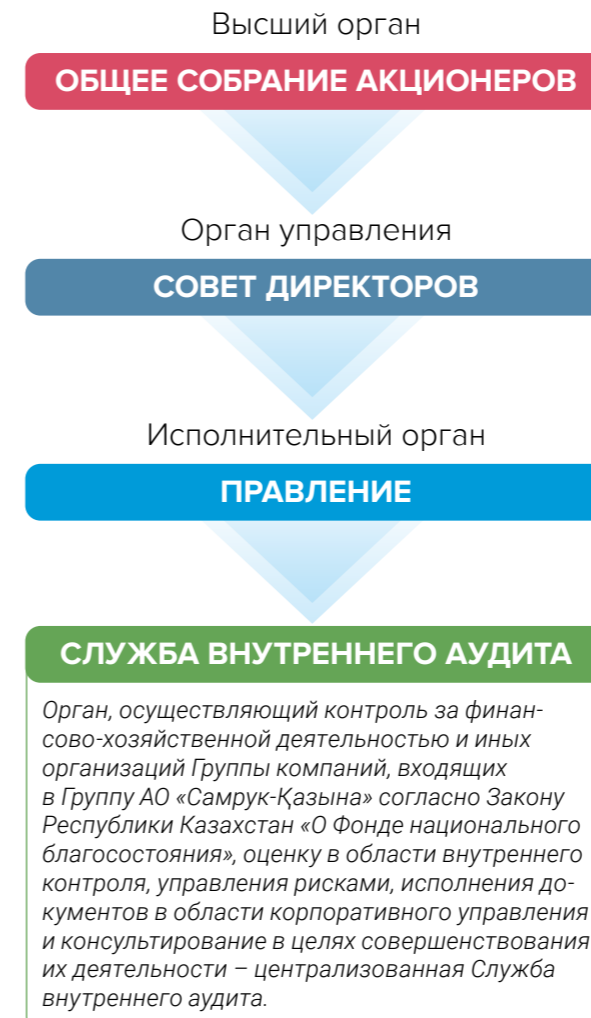 Высший орган
ОБЩЕЕ СОБРАНИЕ АКЦИОНЕРОВ
Орган управления
СОВЕТ ДИРЕКТОРОВ
Исполнительный орган
ПРАВЛЕНИЕ
СЛУЖБА ВНУТРЕННЕГО АУДИТА
Орган, осуществляющий контроль за финан-
сово-хозяйственной деятельностью и иных
организаций Группы компаний, входящих
в Группу АО «Самрук-Қазына» согласно Закону
Республики Казахстан «О Фонде национального
благосостояния», оценку в области внутреннего
контроля, управления рисками, исполнения до-
кументов в области корпоративного управления
и консультирование в целях совершенствования
их деятельности – централизованная Служба
внутреннего аудита.